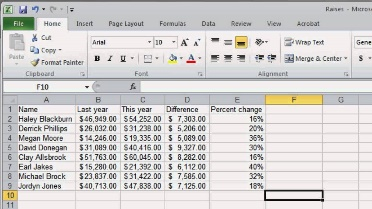 Ranes - Microso
File Home Insert Page Layout Formulas Data Review View Acrobat
Cut
Copy
Format Painter
Paste
Arial 10 A A Wrap Text Gene
B I U A Merge & Center $
Clipboard Font Alignment
F10 fx
A B C D E F G
1 Name Last year This year Difference Percent change
2 Haley Blackburn $46,949.00 $54,252.00 $ 7,303.00 16%
3 Derrick Phillips $26,032.00 $31,238.00 $ 5,206.00 20%
4 Megan Moore $14,246.00 $19,335.00 $ 5,089.00 36%
5 David Donegan $31,089.00 $40,416.00 $ 9,327.00 30%
6 Clay Allsbrook $51,763.00 $60,045.00 $ 8,282.00 16%
7 Earl Jakes $15,280.00 $21,392.00 $ 6,112.00 40%
8 Michael Brock $23,837.00 $31,422.00 $ 7,585.00 32%
9 Jordyn Jones $40,713.00 $47,838.00 $ 7,125.00 18%
10
11